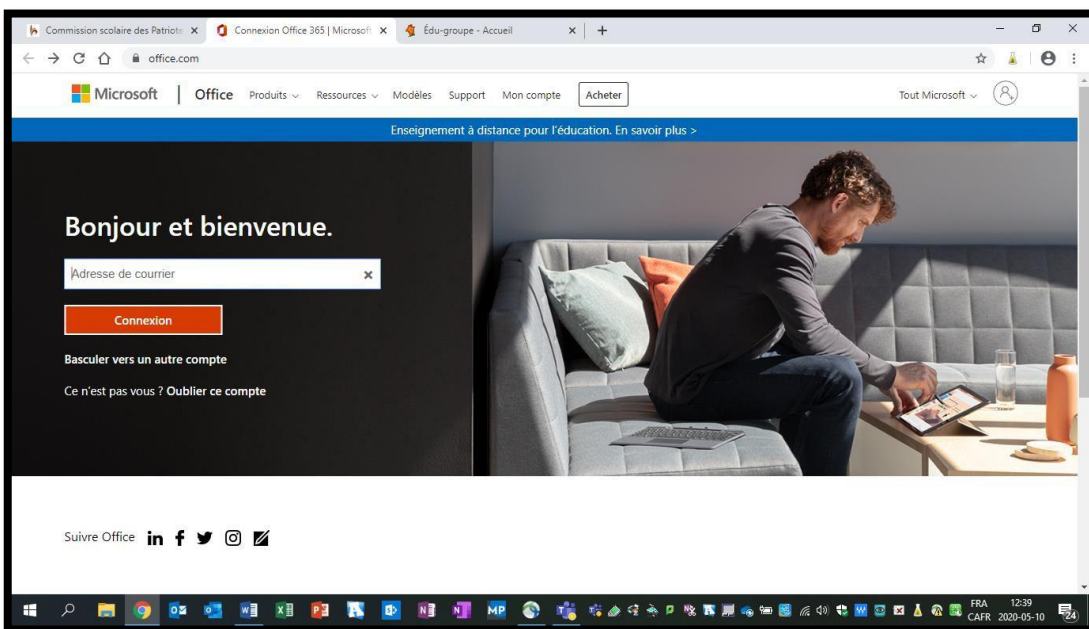 Commission scolaire des Patriote
Connexion Office 365 | Microsoft
Édu-groupe - Accueil
office.com
Microsoft | Office Produits Ressources Modèles Support Mon compte Acheter Tout Microsoft
Enseignement à distance pour l'éducation. En savoir plus >
Bonjour et bienvenue.
Adresse de courrier
Connexion
Basculer vers un autre compte
Ce n'est pas vous ? Oublier ce compte
Suivre Office
FRA 12:39
CAFR 2020-05-10
24